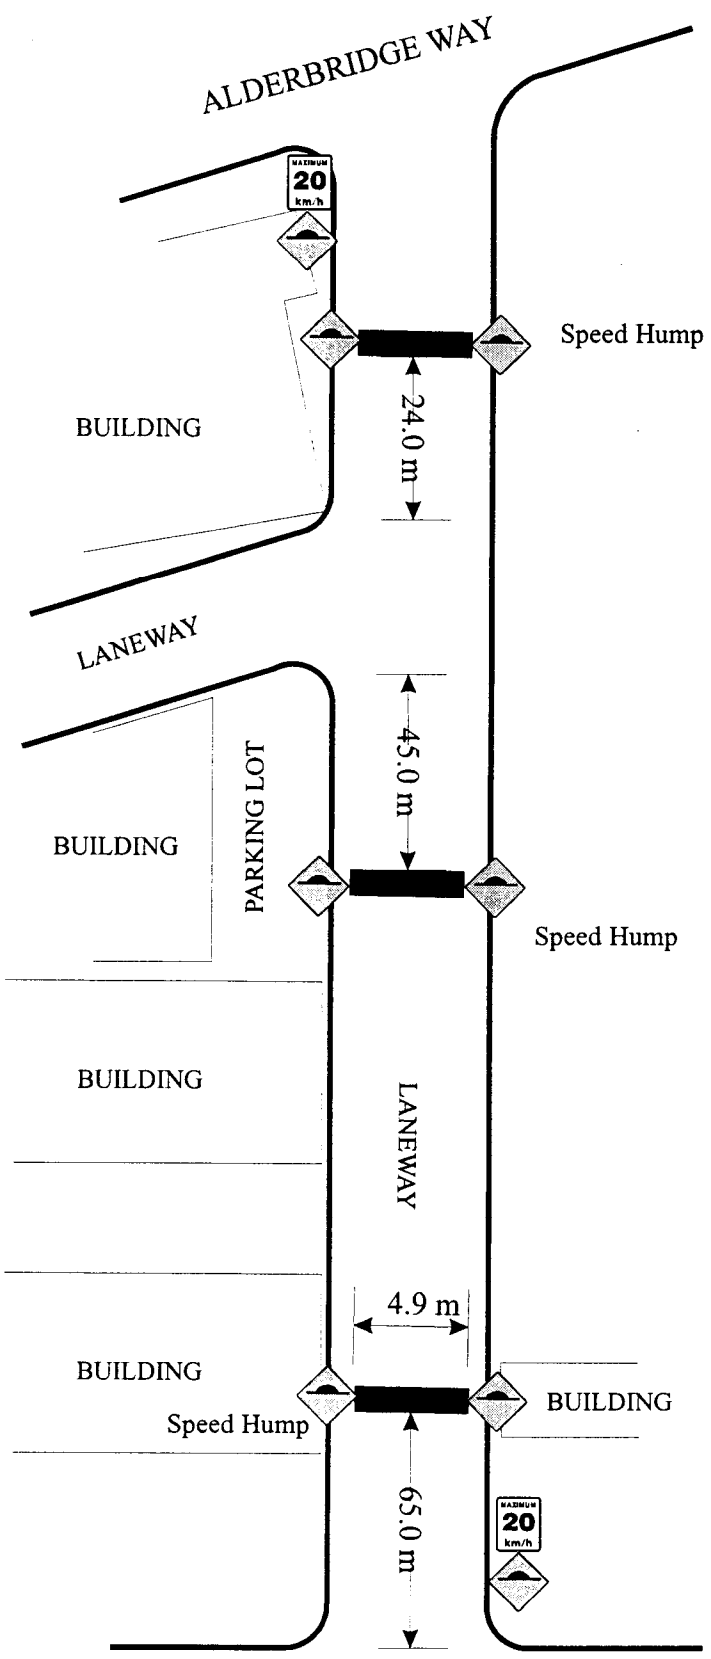 ALDERBRIDGE WAY
MAXIMUM
20
km/h
Speed Hump
24.0 m
BUILDING
LANEWAY
45.0 m
PARKING LOT
BUILDING
Speed Hump
BUILDING
LANEWAY
4.9 m
BUILDING
BUILDING
Speed Hump
65.0 m
MAXIMUM
20
km/h